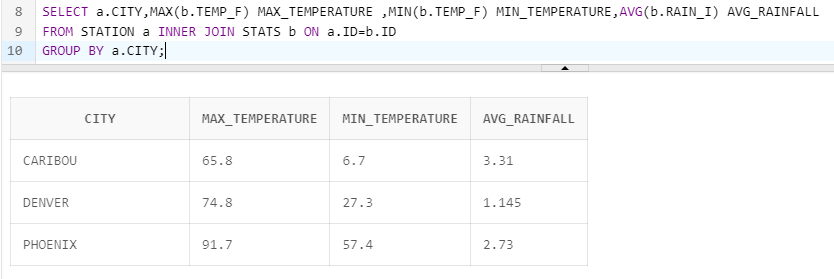 8 SELECT a.CITY,MAX(b.TEMP_F) MAX_TEMPERATURE ,MIN(b.TEMP_F) MIN_TEMPERATURE,AVG(b.RAIN_I) AVG_RAINFALL
9 FROM STATION a INNER JOIN STATS b ON a.ID=b.ID
10 GROUP BY a.CITY;
CITY MAX_TEMPERATURE MIN_TEMPERATURE AVG_RAINFALL
CARIBOU 65.8 6.7 3.31
DENVER 74.8 27.3 1.145
PHOENIX 91.7 57.4 2.73